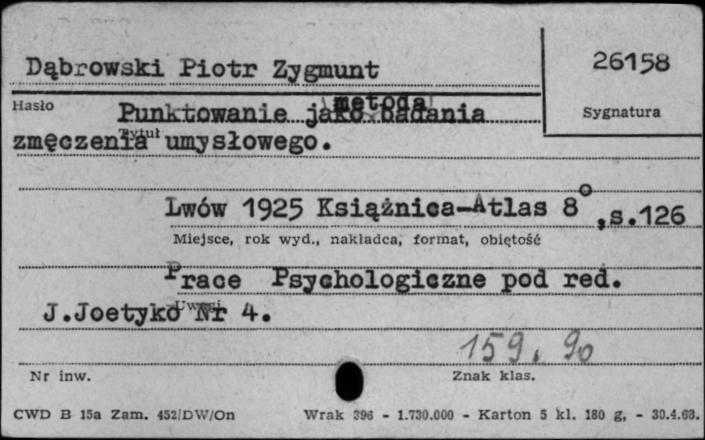 Dąbrowski Piotr Zygmunt
26158
Hasło
Sygnatura
metoda
Punktowanie jako badania
Tytuł
zmęczenia umysłowego.
Lwów 1925 Książnica-Atlas 8°,s.126
Miejsce, rok wyd., nakładca, format, objętość
Prace Psychologiczne pod red.
Uwagi
J.Joetyko Nr 4.
159.90
Nr inw.
Znak klas.
CWD B 15a Zam. 452/DW/On Wrak 396 - 1.730.000 - Karton 5 kl. 180 g, - 30.4.63.